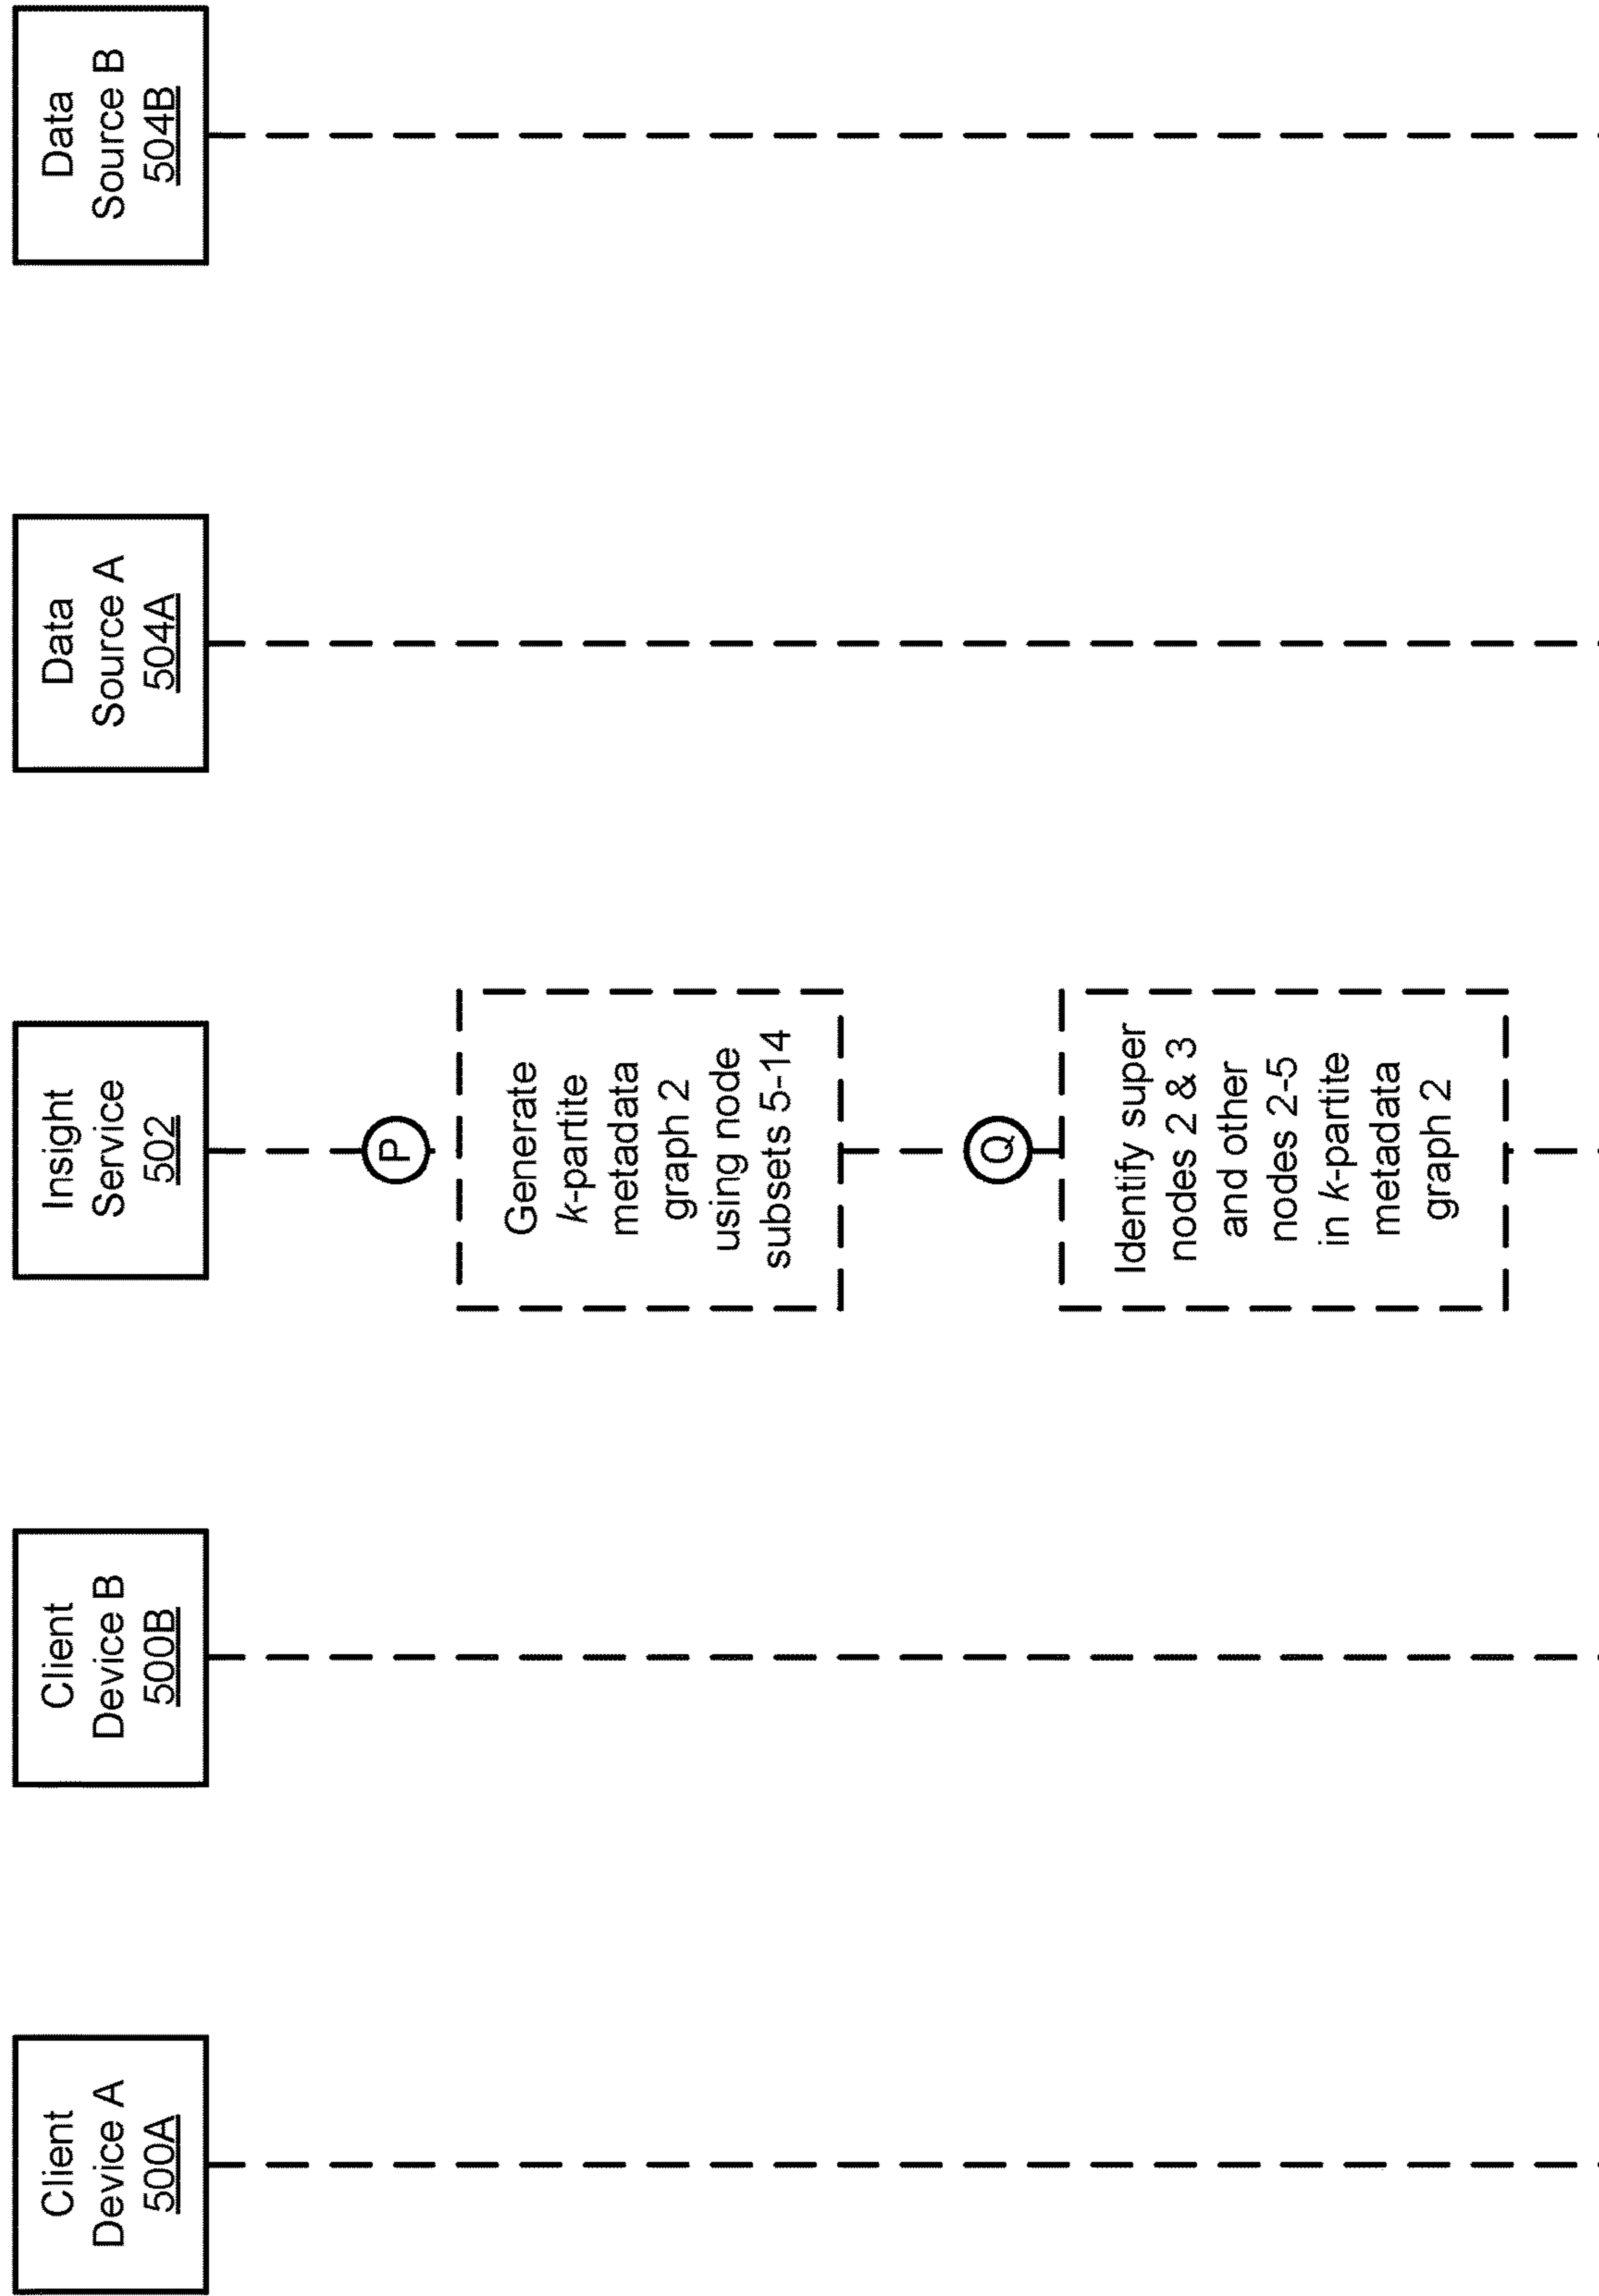 Client
Device A
500A
Client
Device B
500B
Insight
Service
502
Data
Source A
504A
Data
Source B
504B
P
Generate
k-partite
metadata
graph 2
using node
subsets 5-14
Q
Identify super
nodes 2 & 3
and other
nodes 2-5
in k-partite
metadata
graph 2